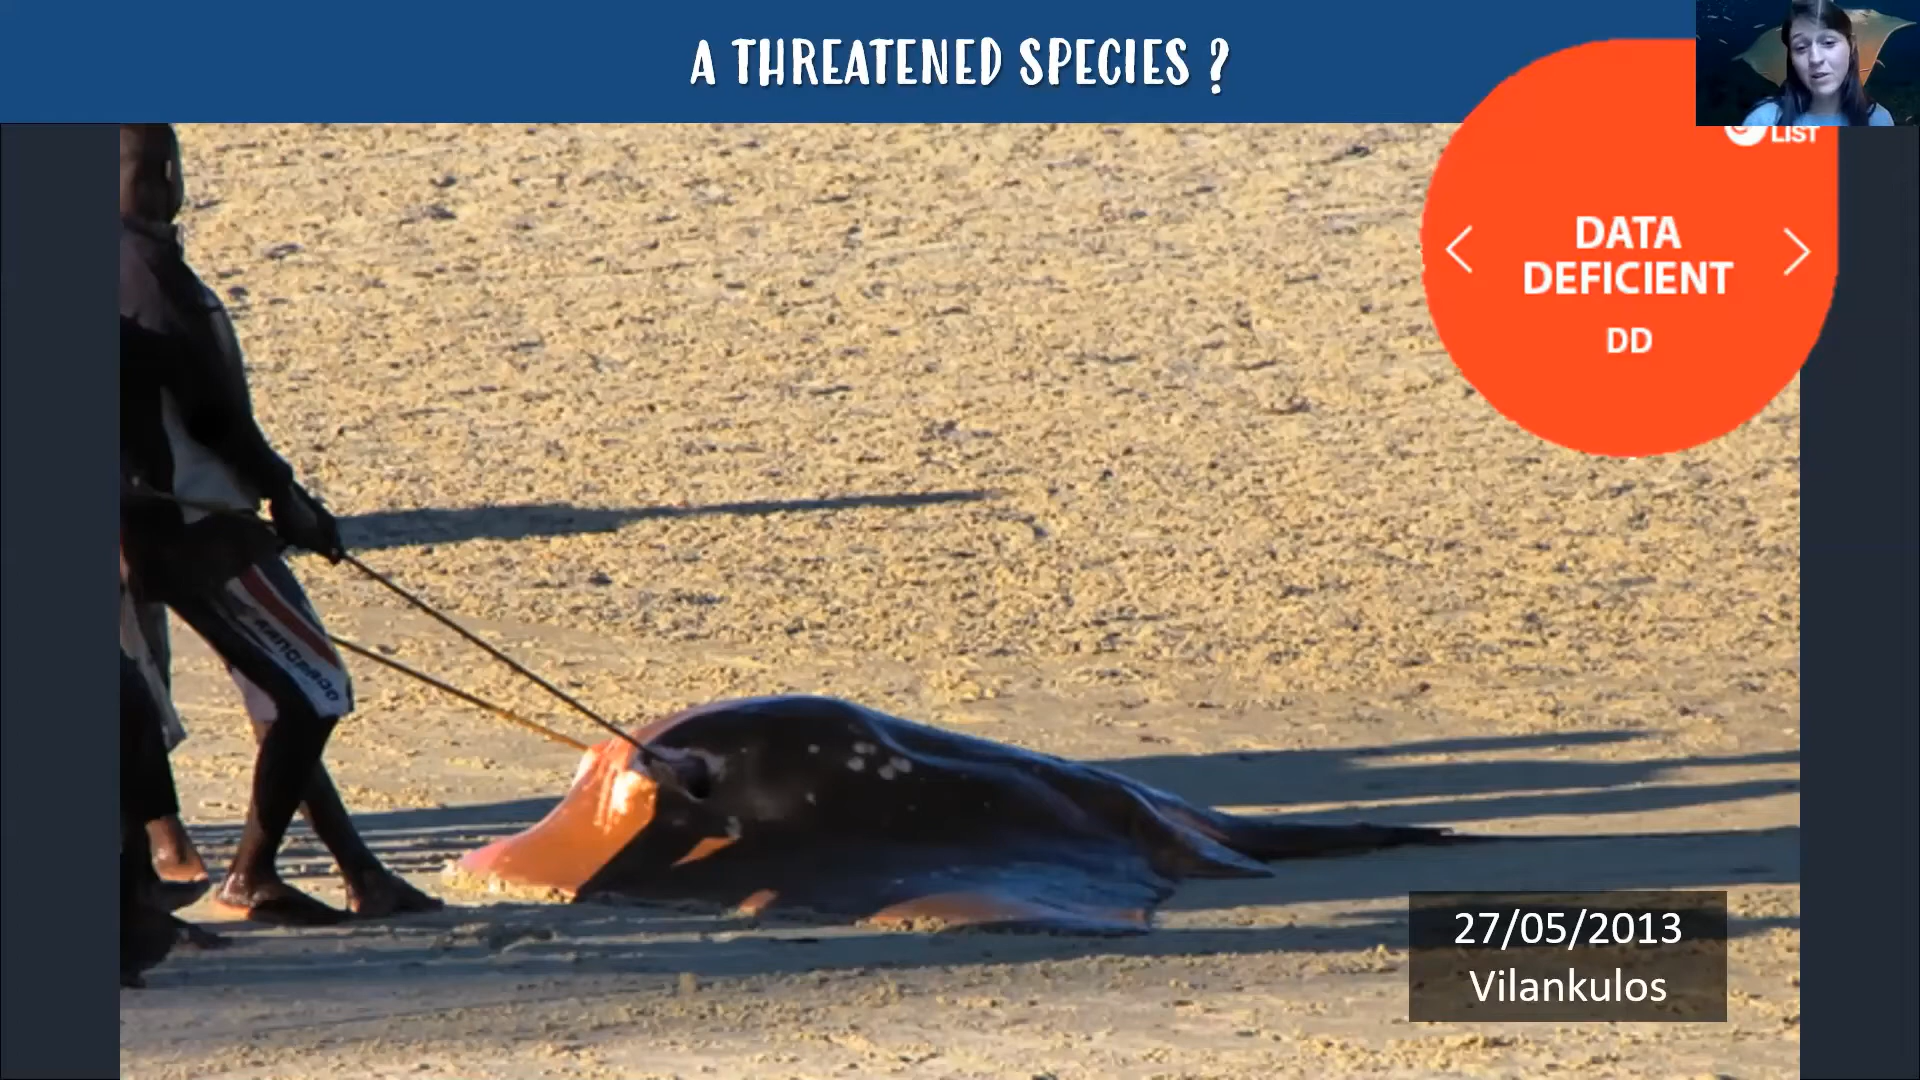 A THREATENED SPECIES ?
LIST
DATA
DEFICIENT
DD
27/05/2013
Vilankulos